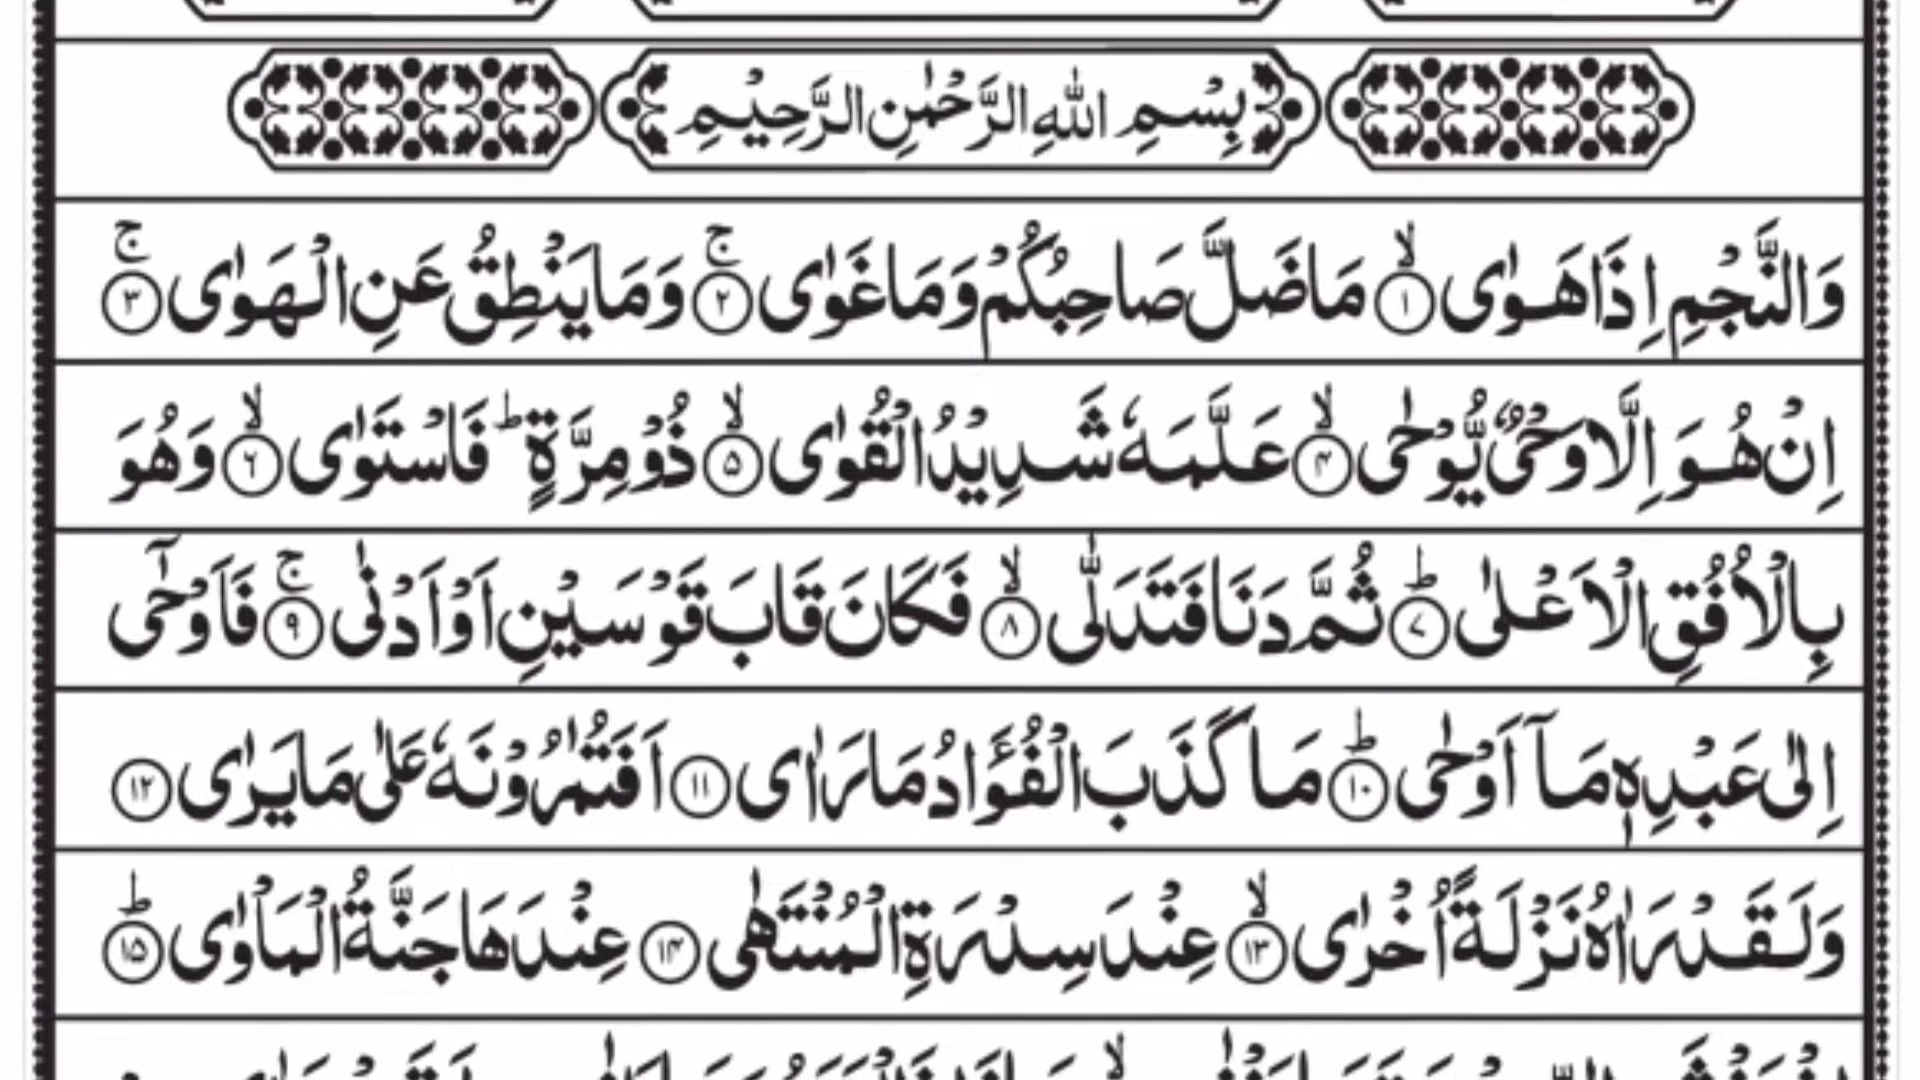 بِسْمِ اللّٰهِ الرَّحْمٰنِ الرَّحِيْمِ
وَالنَّجْمِ اِذَا هَوٰى ۙ‏﴿۱﴾ مَا ضَلَّ صَاحِبُكُمْ وَمَا غَوٰى ۚ‏﴿۲﴾ وَمَا يَنْطِقُ عَنِ الْهَوٰى ۚ‏﴿۳﴾
اِنْ هُوَ اِلَّا وَحْىٌ يُّوْحٰى ۙ‏﴿۴﴾ عَلَّمَهٗ شَدِيْدُ الْقُوٰى ۙ‏﴿۵﴾ ذُوْ مِرَّةٍ ؕ فَاسْتَوٰى ۙ‏﴿۶﴾ وَهُوَ
بِالْاُفُقِ الْاَعْلٰى ؕ‏﴿۷﴾ ثُمَّ دَنَا فَتَدَلّٰى ۙ‏﴿۸﴾ فَكَانَ قَابَ قَوْسَيْنِ اَوْ اَدْنٰى ۚ‏﴿۹﴾ فَاَوْحٰۤى
اِلٰى عَبْدِهٖ مَاۤ اَوْحٰى ؕ‏﴿۱۰﴾ مَا كَذَبَ الْفُؤَادُ مَا رَاٰى ‏﴿۱۱﴾ اَفَتُمٰرُوْنَهٗ عَلٰى مَا يَرٰى ‏﴿۱۲﴾
وَلَقَدْ رَاٰهُ نَزْلَةً اُخْرٰى ۙ‏﴿۱۳﴾ عِنْدَ سِدْرَةِ الْمُنْتَهٰى ‏﴿۱۴﴾ عِنْدَهَا جَنَّةُ الْمَاْوٰى ؕ‏﴿۱۵﴾